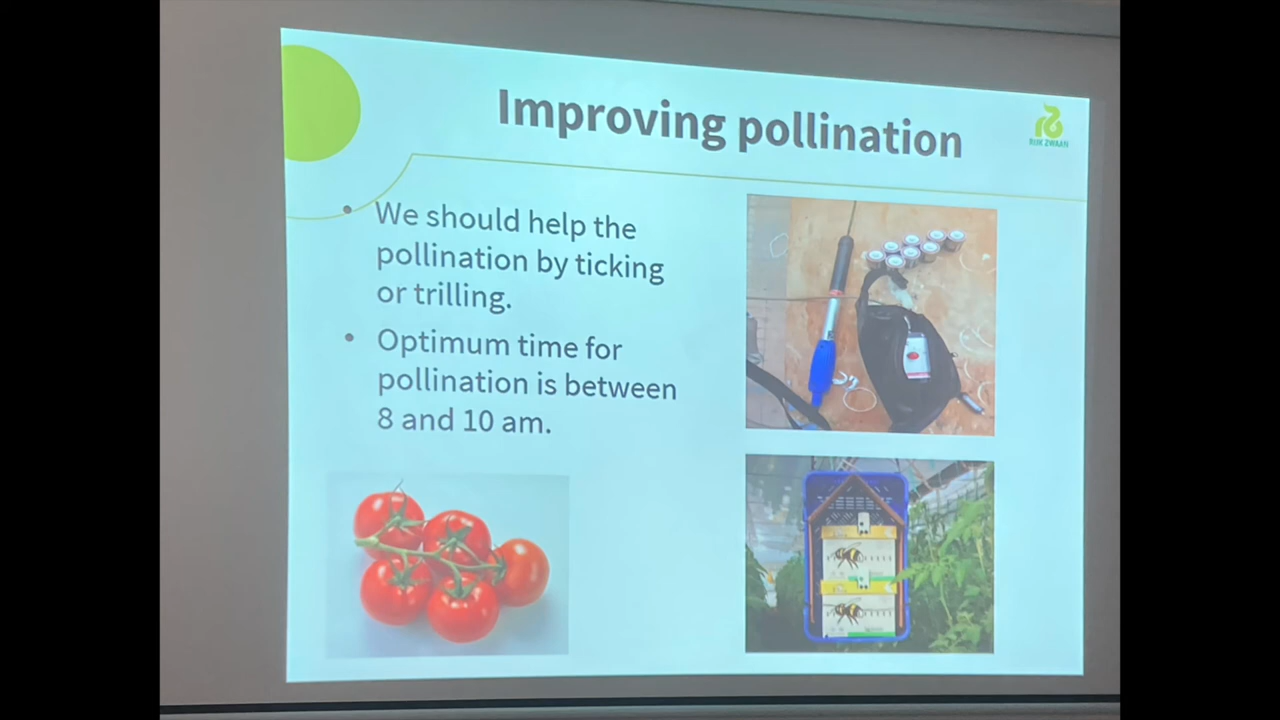 Improving pollination
RIJK ZWAAN
• We should help the
pollination by ticking
or trilling.
• Optimum time for
pollination is between
8 and 10 am.